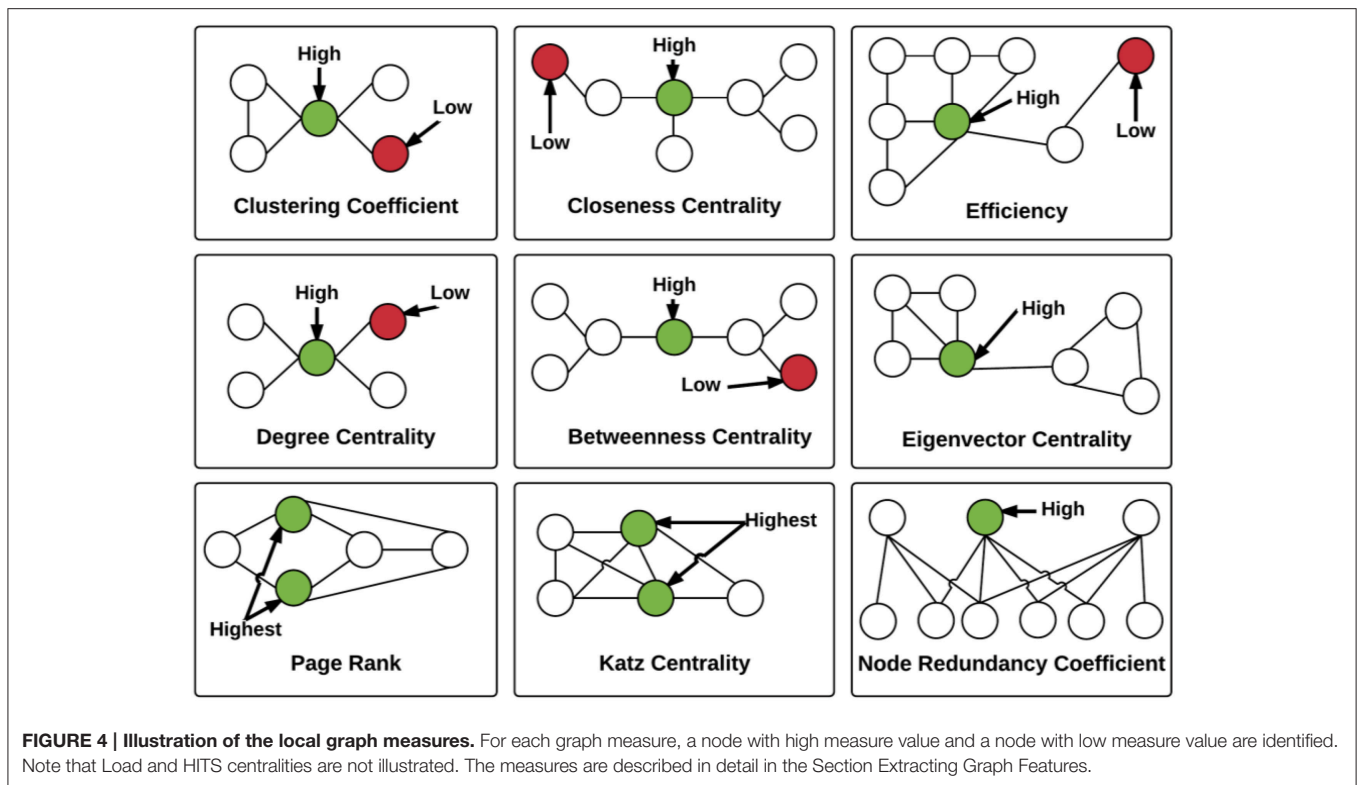 High
Low
Clustering Coefficient
High
Low
Closeness Centrality
High
Low
Efficiency
High
Low
Degree Centrality
High
Low
Betweenness Centrality
High
Eigenvector Centrality
Highest
Page Rank
Highest
Katz Centrality
High
Node Redundancy Coefficient
FIGURE 4 | Illustration of the local graph measures. For each graph measure, a node with high measure value and a node with low measure value are identified.
Note that Load and HITS centralities are not illustrated. The measures are described in detail in the Section Extracting Graph Features.